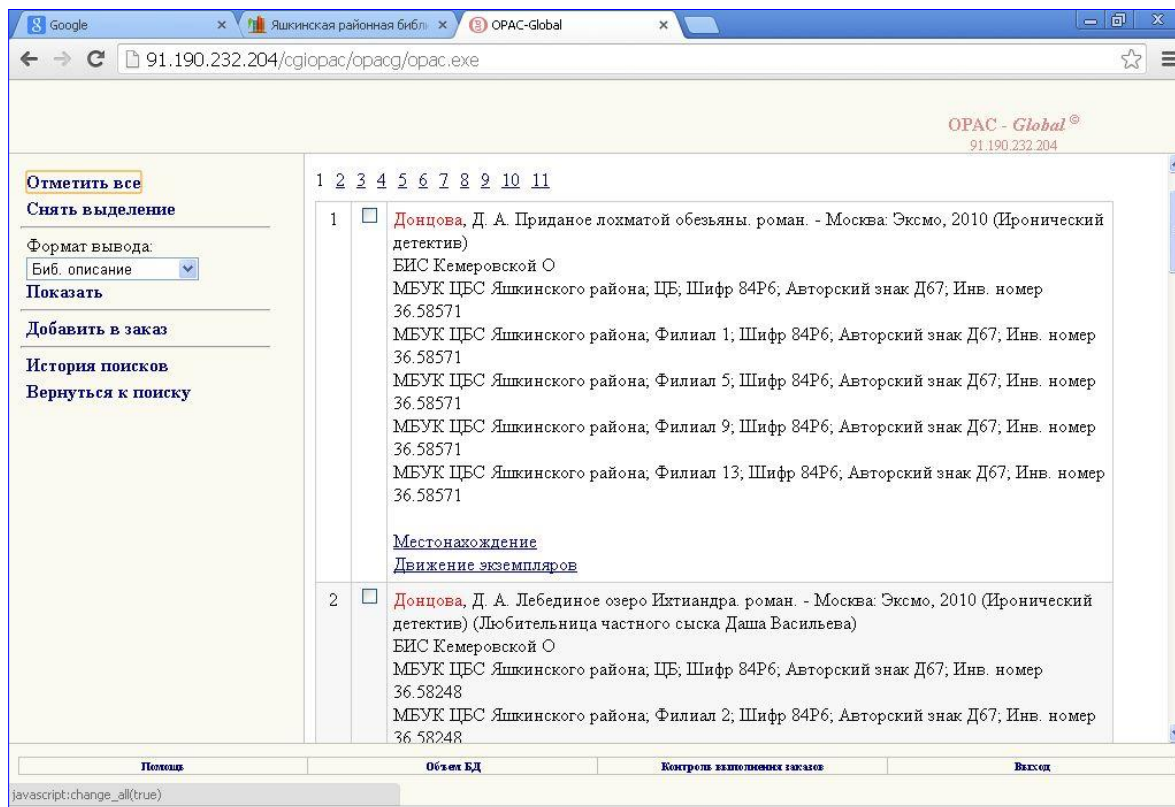 Google
Яшкинская районная библ
OPAC-Global
91.190.232.204/cgiopac/opacg/opac.exe
OPAC - Global ©
91.190.232.204
Отметить все
Снять выделение
Формат вывода:
Биб. описание
Показать
Добавить в заказ
История поисков
Вернуться к поиску
1 2 3 4 5 6 7 8 9 10 11
1 Донцова, Д. А. Приданое лохматой обезьяны. роман. - Москва: Эксмо, 2010 (Иронический
детектив)
БИС Кемеровской О
МБУК ЦБС Яшкинского района; ЦБ; Шифр 84Р6; Авторский знак Д67; Инв. номер
36.58571
МБУК ЦБС Яшкинского района; Филиал 1; Шифр 84Р6; Авторский знак Д67; Инв. номер
36.58571
МБУК ЦБС Яшкинского района; Филиал 5; Шифр 84Р6; Авторский знак Д67; Инв. номер
36.58571
МБУК ЦБС Яшкинского района; Филиал 9; Шифр 84Р6; Авторский знак Д67; Инв. номер
36.58571
МБУК ЦБС Яшкинского района; Филиал 13; Шифр 84Р6; Авторский знак Д67; Инв. номер
36.58571
Местонахождение
Движение экземпляров
2 Донцова, Д. А. Лебединое озеро Ихтиандра. роман. - Москва: Эксмо, 2010 (Иронический
детектив) (Любительница частного сыска Даша Васильева)
БИС Кемеровской О
МБУК ЦБС Яшкинского района; ЦБ; Шифр 84Р6; Авторский знак Д67; Инв. номер
36.58248
МБУК ЦБС Яшкинского района; Филиал 2; Шифр 84Р6; Авторский знак Д67; Инв. номер
36.58248
Помощь
Объем БД
Контроль выполнения заказов
Выход
javascript:change_all(true)